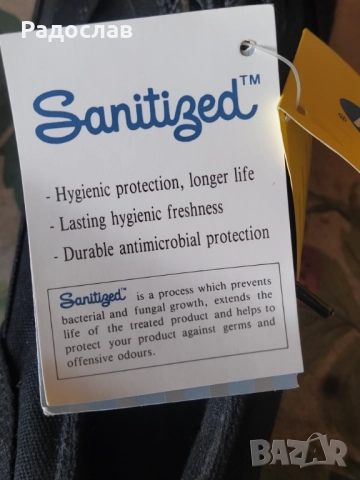 Радослав
Sanitized™
- Hygienic protection, longer life
- Lasting hygienic freshness
- Durable antimicrobial protection
Sanitized™ is a process which prevents
bacterial and fungal growth, extends the
life of the treated product and helps to
protect your product against germs and
offensive odours.
BAZAR